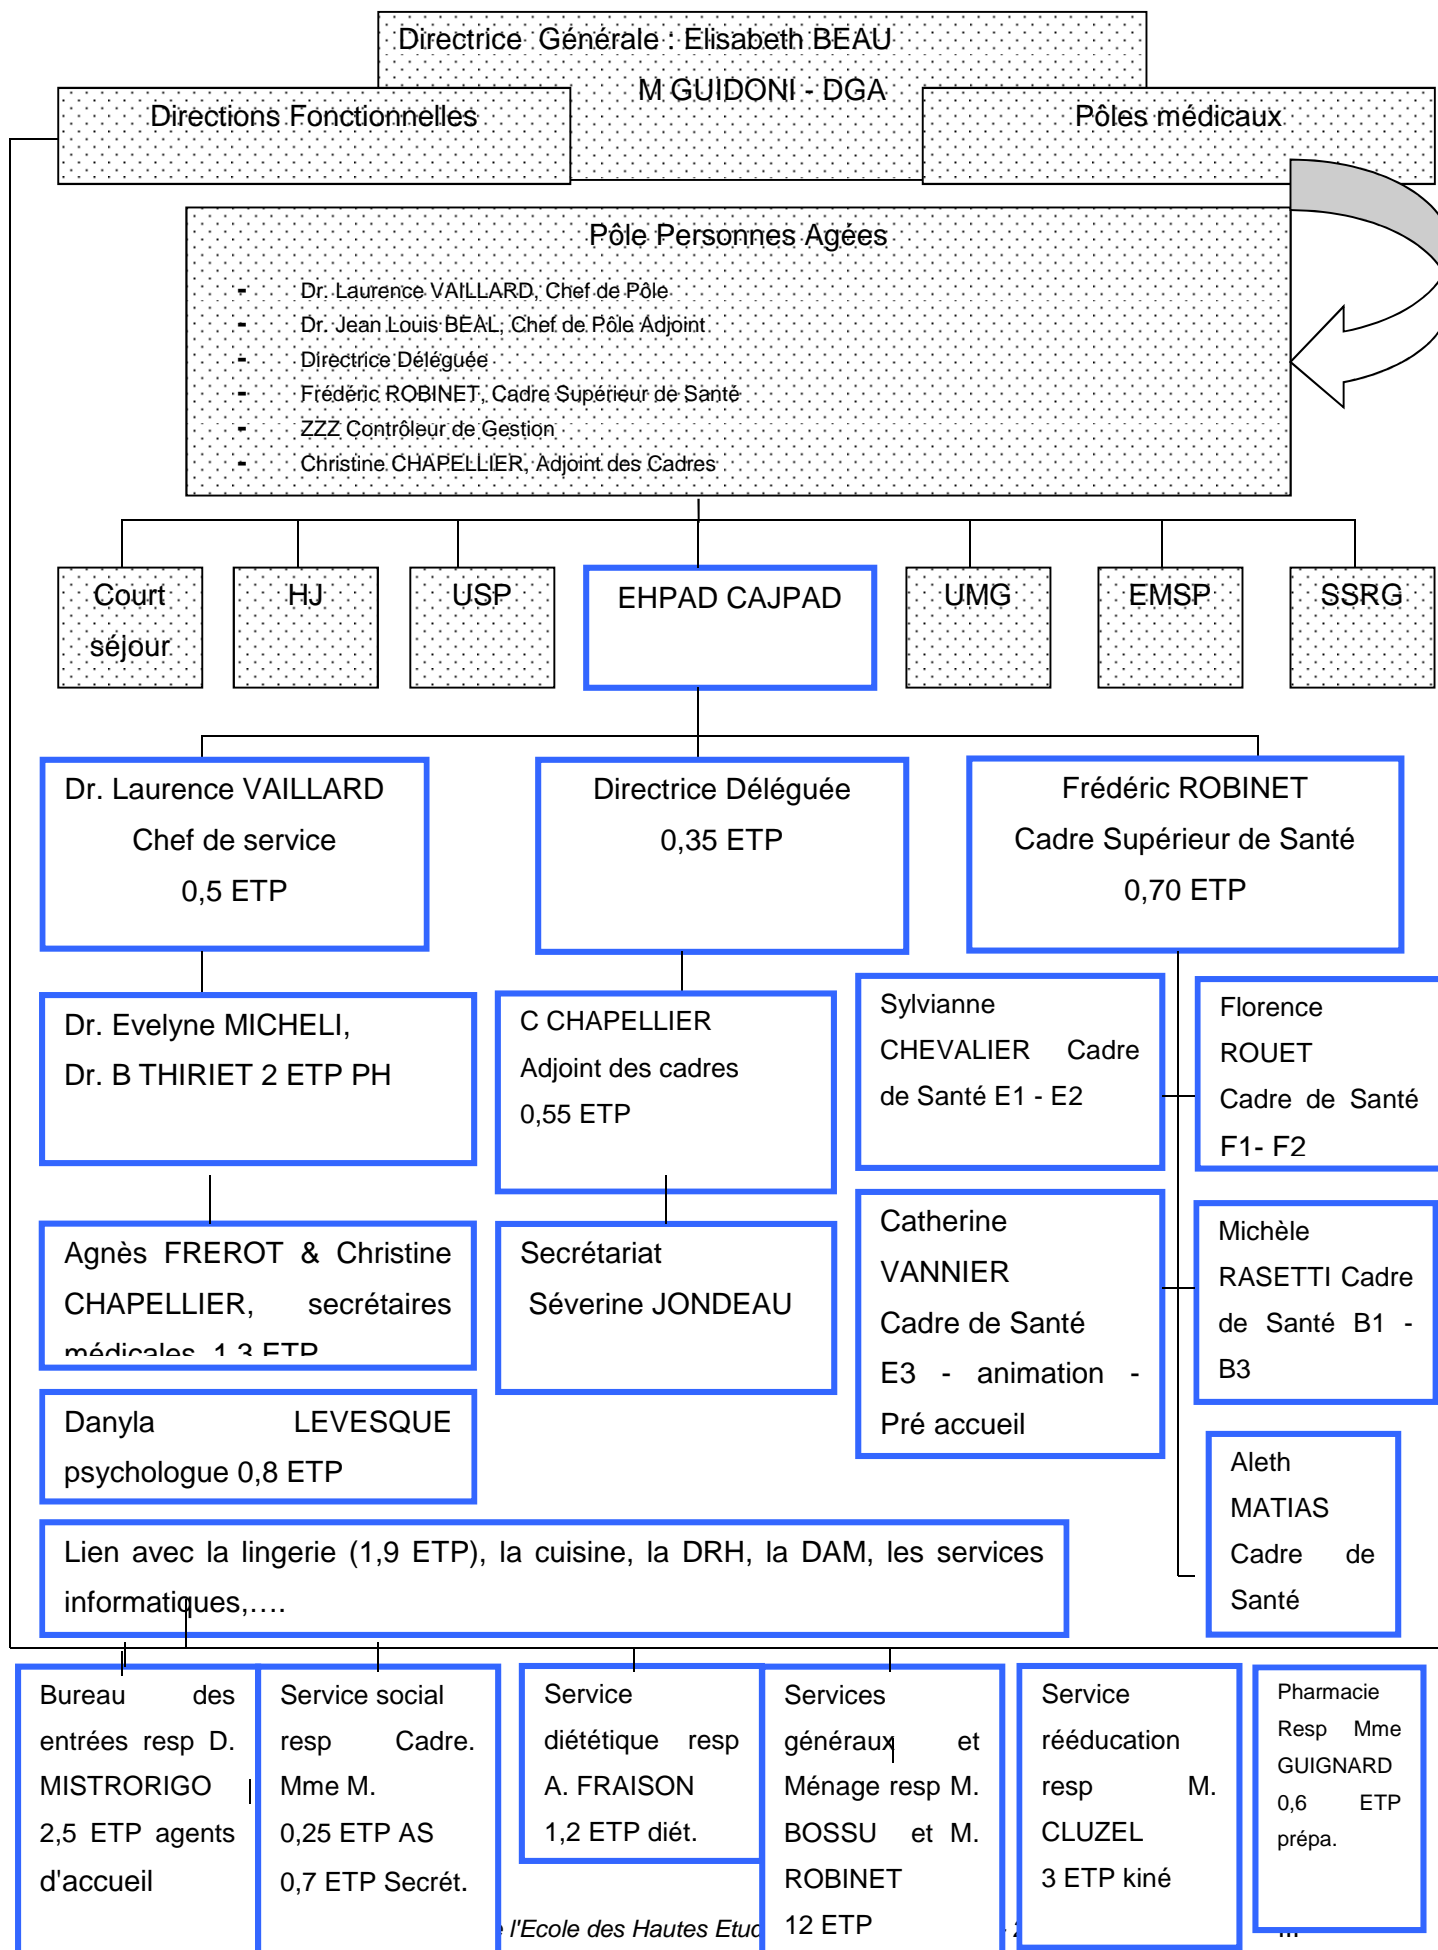 Directrice Générale : Elisabeth BEAU
M GUIDONI - DGA
Directions Fonctionnelles
Pôles médicaux
Pôle Personnes Agées
- Dr. Laurence VAILLARD, Chef de Pôle
- Dr. Jean Louis BEAL, Chef de Pôle Adjoint
- Directrice Déléguée
- Frédéric ROBINET, Cadre Supérieur de Santé
- ZZZ Contrôleur de Gestion
- Christine CHAPELLIER, Adjoint des Cadres
Court
séjour
HJ
USP
EHPAD CAJPAD
UMG
EMSP
SSRG
Dr. Laurence VAILLARD
Chef de service
0,5 ETP
Directrice Déléguée
0,35 ETP
Frédéric ROBINET
Cadre Supérieur de Santé
0,70 ETP
Dr. Evelyne MICHELI,
Dr. B THIRIET 2 ETP PH
C CHAPELLIER
Adjoint des cadres
0,55 ETP
Sylvianne
CHEVALIER Cadre
de Santé E1 - E2
Florence
ROUET
Cadre de Santé
F1- F2
Agnès FREROT & Christine
CHAPELLIER, secrétaires
médicales 1,3 ETP
Secrétariat
Séverine JONDEAU
Catherine
VANNIER
Cadre de Santé
E3 - animation -
Pré accueil
Michèle
RASETTI Cadre
de Santé B1 -
B3
Danyla LEVESQUE
psychologue 0,8 ETP
Aleth
MATIAS
Cadre de
Santé
Lien avec la lingerie (1,9 ETP), la cuisine, la DRH, la DAM, les services
informatiques,….
Bureau des
entrées resp D.
MISTRORIGO
2,5 ETP agents
d'accueil
Service social
resp Cadre.
Mme M.
0,25 ETP AS
0,7 ETP Secrét.
Service
diététique resp
A. FRAISON
1,2 ETP diét.
Services
généraux et
Ménage resp M.
BOSSU et M.
ROBINET
12 ETP
Service
rééducation
resp M.
CLUZEL
3 ETP kiné
Pharmacie
Resp Mme
GUIGNARD
0,6 ETP
prépa.
l'Ecole des Hautes